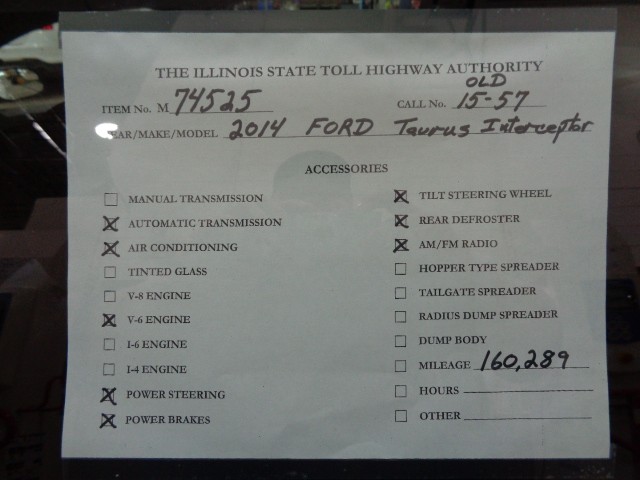 THE ILLINOIS STATE TOLL HIGHWAY AUTHORITY
OLD
ITEM No. M 74525 CALL No. 15-57
EAR/MAKE/MODEL 2014 FORD Taurus Interceptor
ACCESSORIES
MANUAL TRANSMISSION
AUTOMATIC TRANSMISSION
AIR CONDITIONING
TINTED GLASS
V-8 ENGINE
V-6 ENGINE
I-6 ENGINE
I-4 ENGINE
POWER STEERING
POWER BRAKES
TILT STEERING WHEEL
REAR DEFROSTER
AM/FM RADIO
HOPPER TYPE SPREADER
TAILGATE SPREADER
RADIUS DUMP SPREADER
DUMP BODY
MILEAGE 160,289
HOURS
OTHER